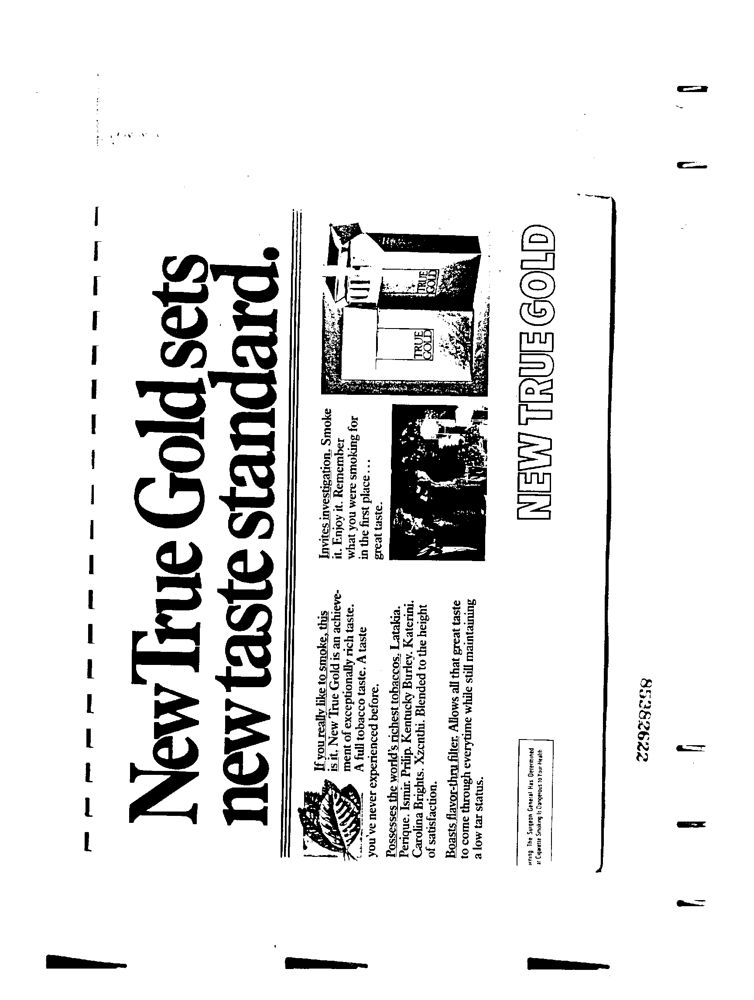 New True Gold sets
new taste standard.
If you really like to smoke, this
is it. New True Gold is an achieve-
ment of exceptionally rich taste.
A full tobacco taste. A taste
you've never experienced before.
Possesses the world's richest tobaccos. Latakia.
Perique. Ismir. Prilip. Kentucky Burley. Katerini.
Carolina Brights. Xzenthi. Blended to the height
of satisfaction.
Boasts flavor-thru filter. Allows all that great taste
to come through everytime while still maintaining
a low tar status.
Invites investigation. Smoke
it. Enjoy it. Remember
what you were smoking for
in the first place...
great taste.
TRUE
GOLD
TRUE
GOLD
The Surgeon General Has Determined
Cigarette Smoking Is Dangerous to Your Health
NEW TRUE GOLD
85382622